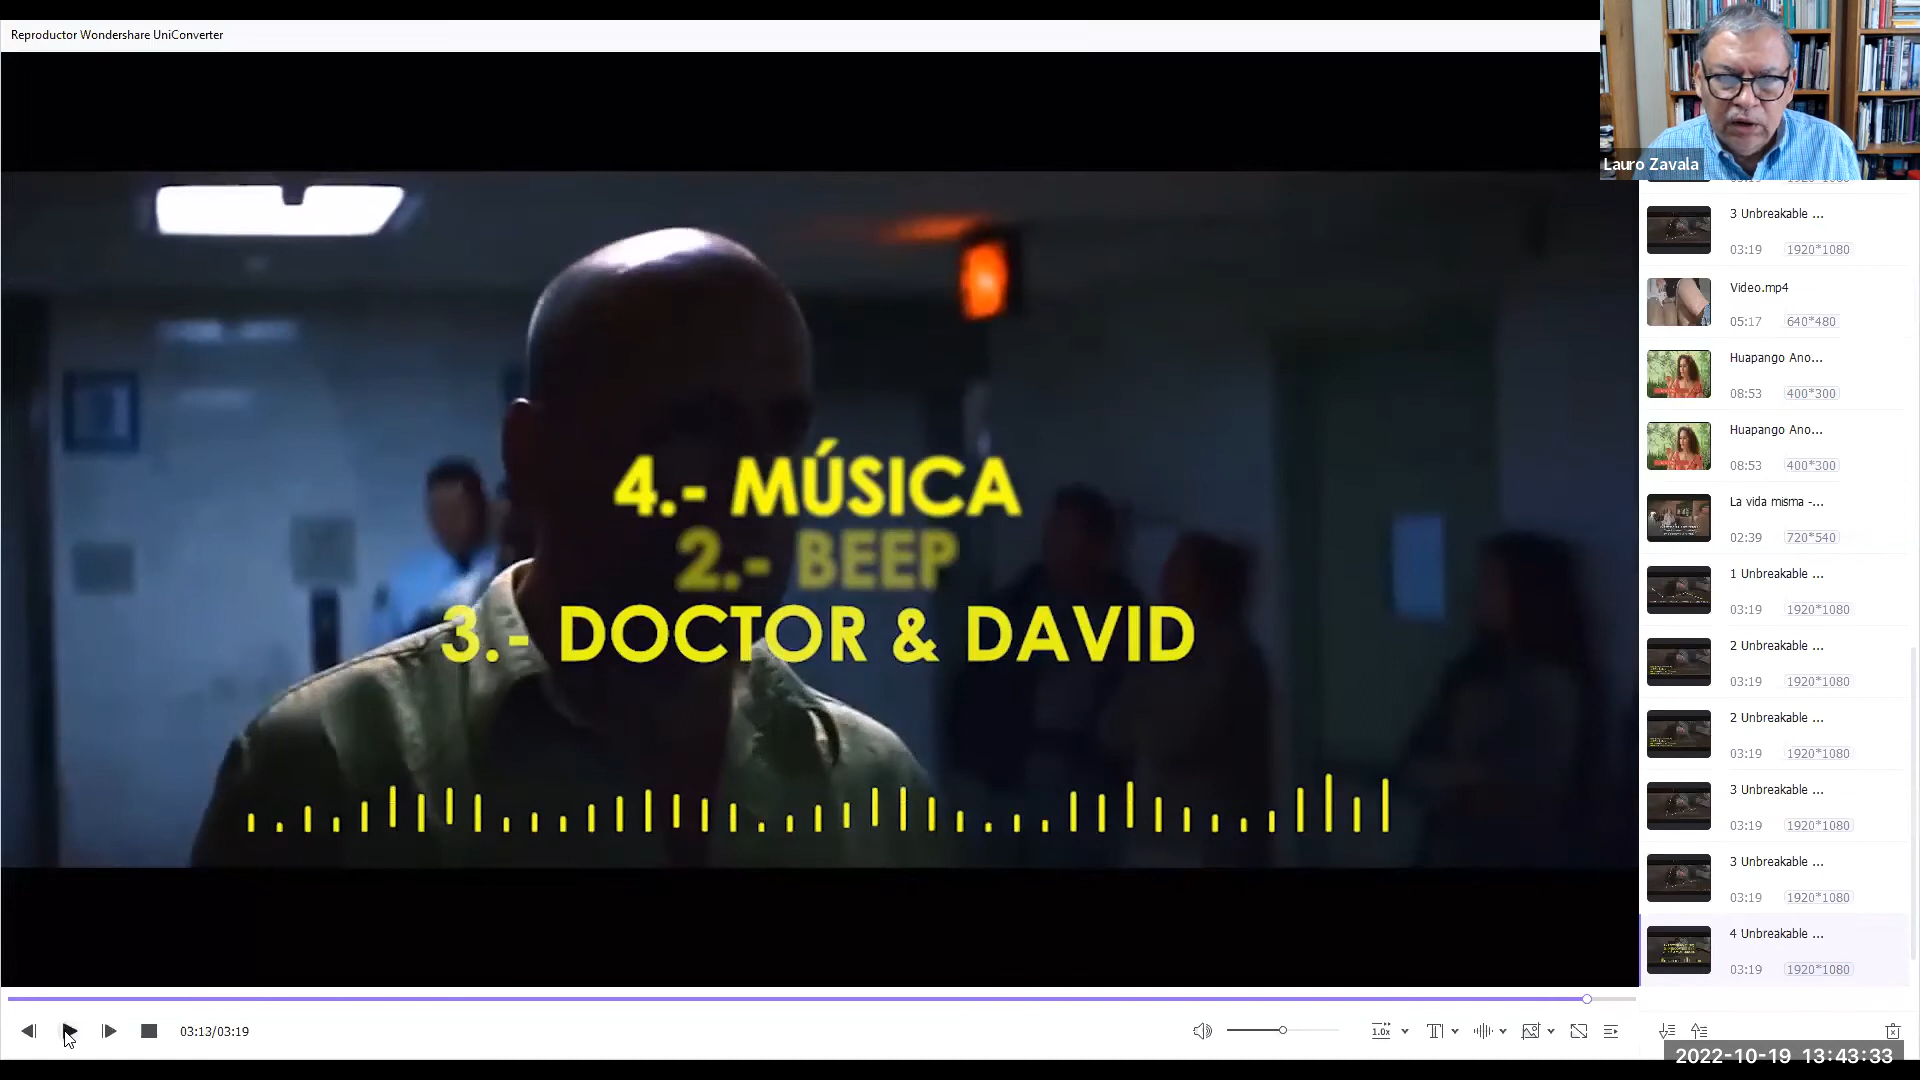 Reproductor Wondershare UniConverter
Lauro Zavala
4.- MÚSICA
2.- BEEP
3.- DOCTOR & DAVID
3 Unbreakable ...
03:19 1920*1080
Video.mp4
05:17 640*480
Huapango Ano...
08:53 400*300
Huapango Ano...
08:53 400*300
La vida misma -...
02:39 720*540
1 Unbreakable ...
03:19 1920*1080
2 Unbreakable ...
03:19 1920*1080
2 Unbreakable ...
03:19 1920*1080
3 Unbreakable ...
03:19 1920*1080
3 Unbreakable ...
03:19 1920*1080
4 Unbreakable ...
03:19 1920*1080
03:13/03:19
1.0x
2022-10-19 13:43:33